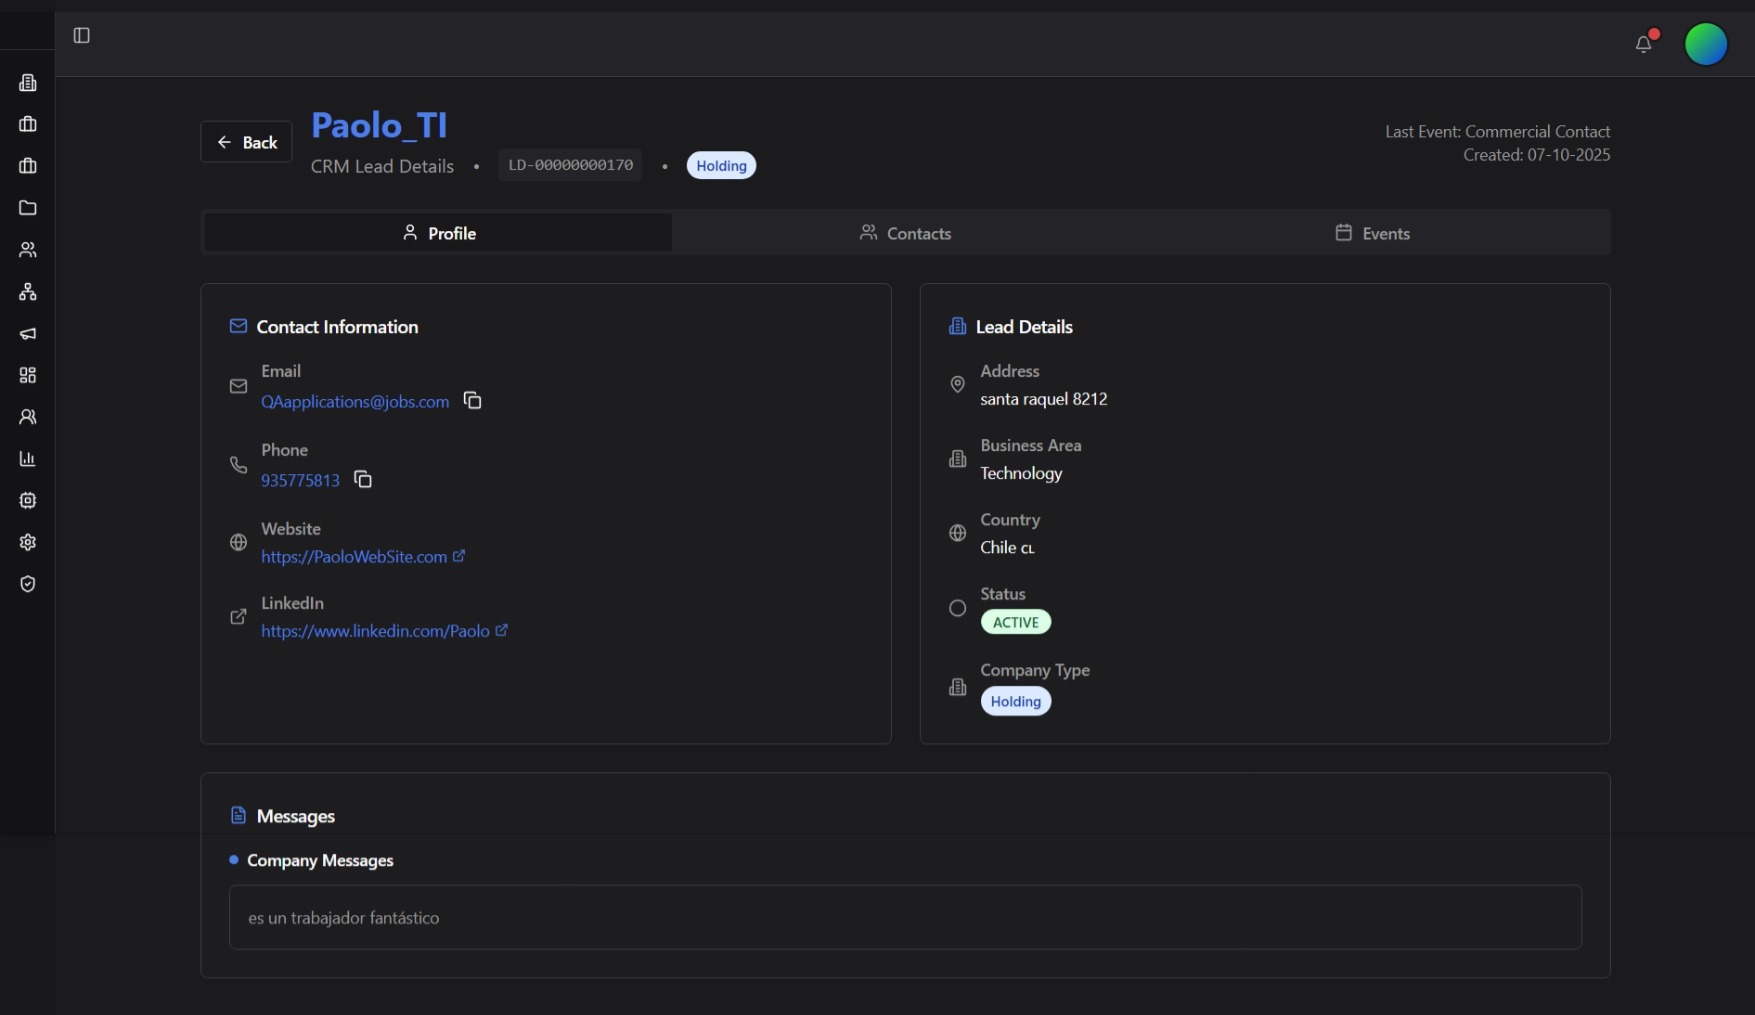 Back
Paolo_TI
CRM Lead Details • LD-00000000170 • Holding
Last Event: Commercial Contact
Created: 07-10-2025
Profile
Contacts
Events
Contact Information
Email
QAapplications@jobs.com
Phone
935775813
Website
https://PaoloWebSite.com
LinkedIn
https://www.linkedin.com/Paolo
Lead Details
Address
santa raquel 8212
Business Area
Technology
Country
Chile CL
Status
ACTIVE
Company Type
Holding
Messages
Company Messages
es un trabajador fantástico